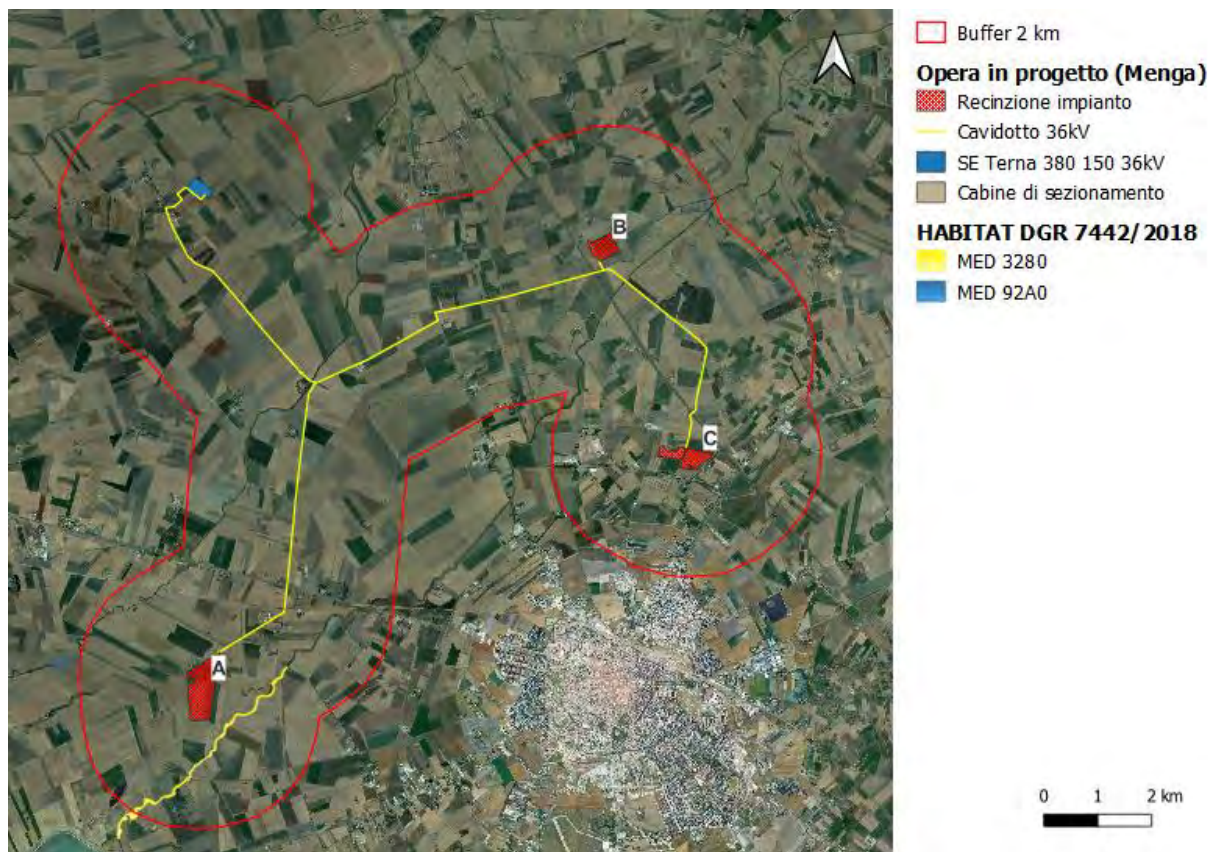 Buffer 2 km
Opera in progetto (Menga)
Recinzione impianto
Cavidotto 36kV
SE Terna 380 150 36kV
Cabine di sezionamento
HABITAT DGR 7442/2018
MED 3280
MED 92A0
B
C
A
0 1 2 km